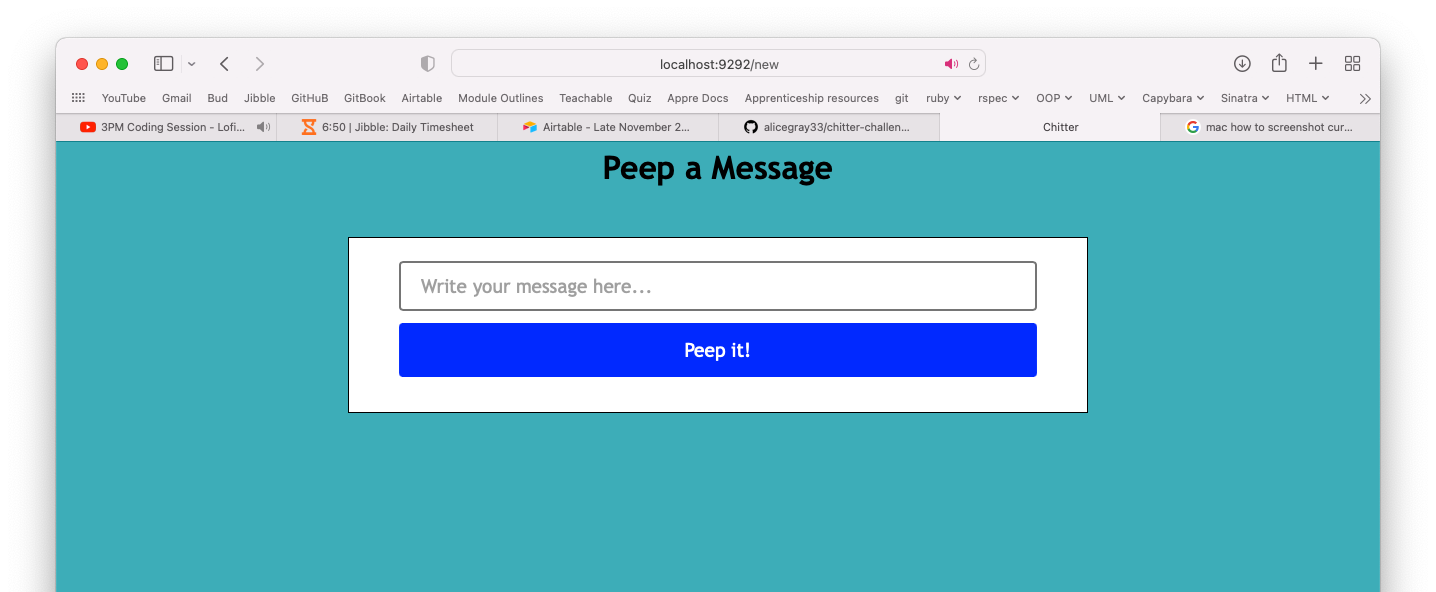 localhost:9292/new
YouTube Gmail Bud Jibble GitHuB GitBook Airtable Module Outlines Teachable Quiz Appre Docs Apprenticeship resources git ruby rspec OOP UML Capybara Sinatra HTML
3PM Coding Session - Lofi... 6:50 | Jibble: Daily Timesheet Airtable - Late November 2... alicegray33/chitter-challen... Chitter mac how to screenshot cur...
Peep a Message
Write your message here...
Peep it!